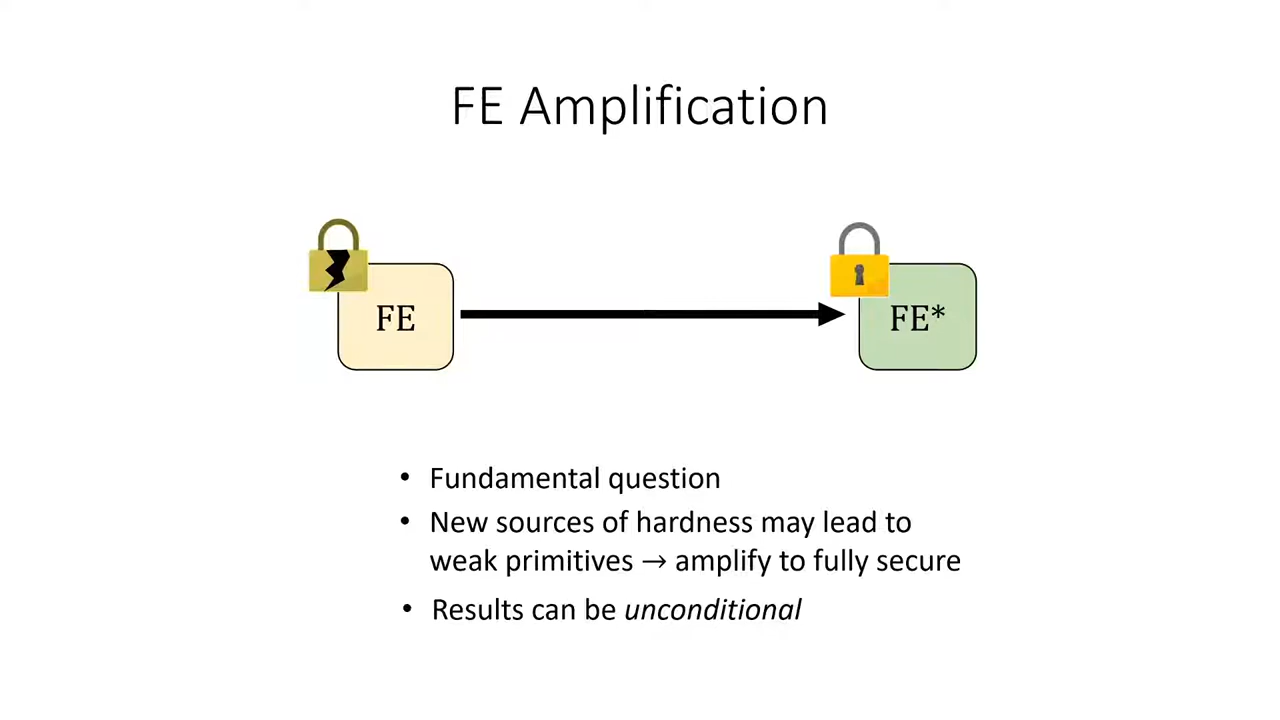 FE Amplification
FE
FE*
• Fundamental question
• New sources of hardness may lead to
weak primitives → amplify to fully secure
• Results can be unconditional